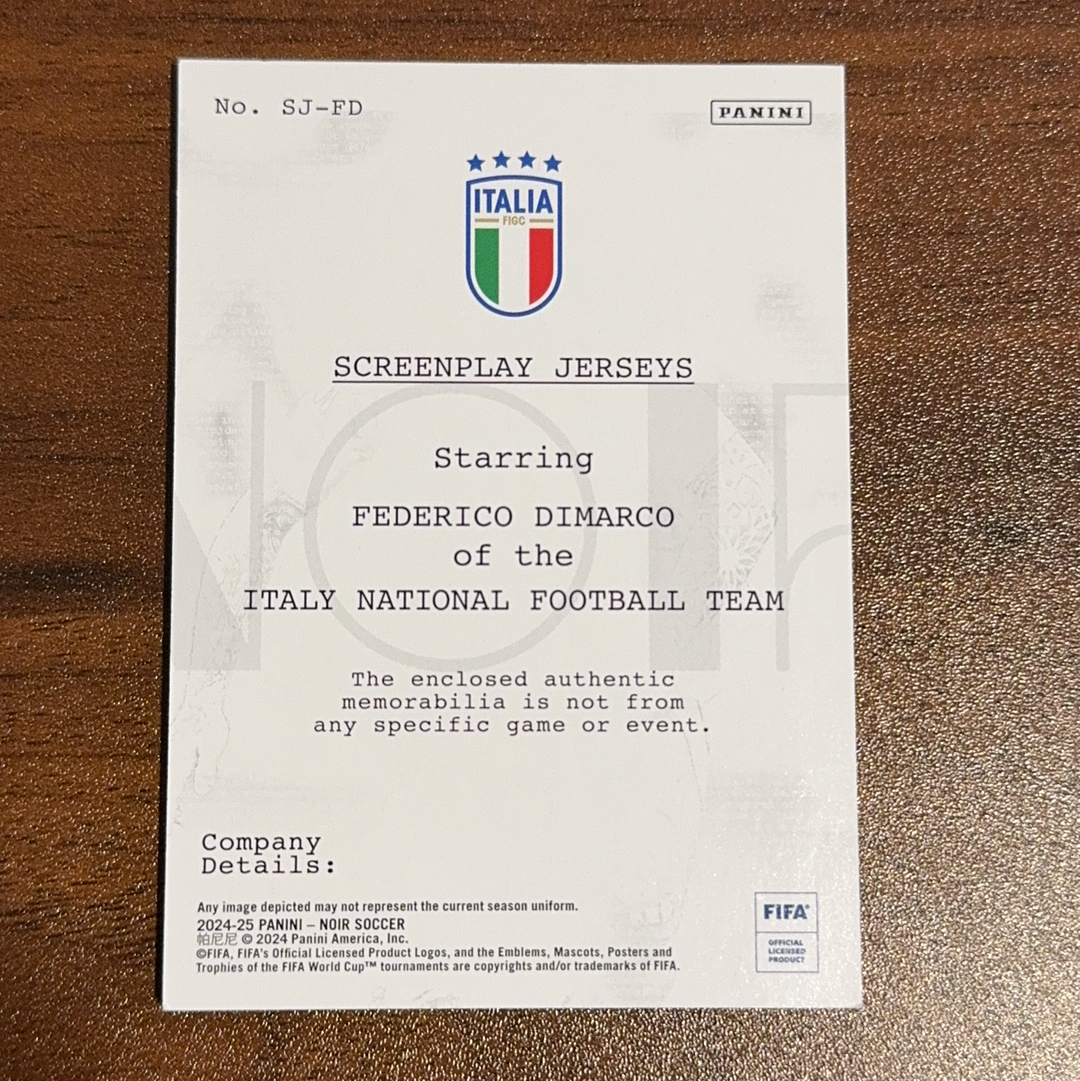 No. SJ-FD
PANINI
ITALIA
FIGC
SCREENPLAY JERSEYS
Starring
FEDERICO DIMARCO
of the
ITALY NATIONAL FOOTBALL TEAM
The enclosed authentic
memorabilia is not from
any specific game or event.
Company
Details:
Any image depicted may not represent the current season uniform.
2024-25 PANINI – NOIR SOCCER
帕尼尼 © 2024 Panini America, Inc.
©FIFA, FIFA's Official Licensed Product Logos, and the Emblems, Mascots, Posters and
Trophies of the FIFA World Cup™ tournaments are copyrights and/or trademarks of FIFA.
FIFA®
OFFICIAL
LICENSED
PRODUCT
NOIR